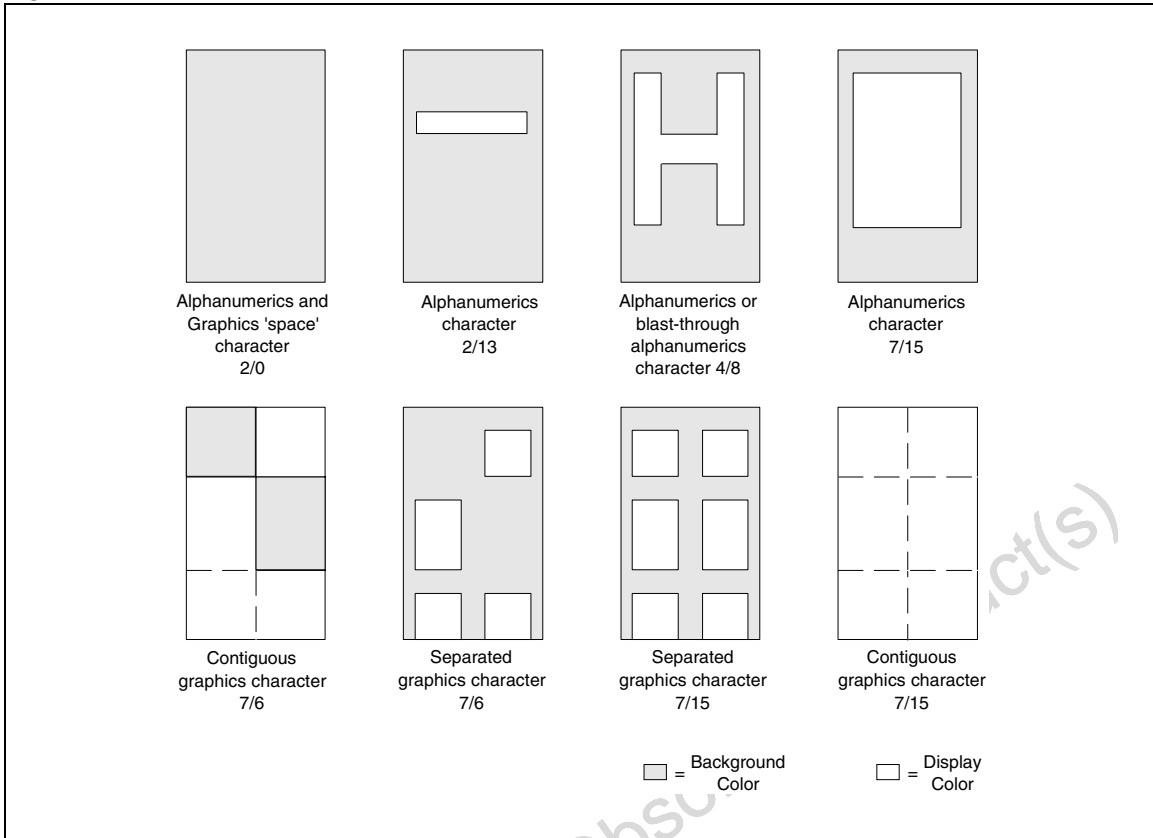 Alphanumerics and
Graphics 'space'
character
2/0
Alphanumerics
character
2/13
Alphanumerics or
blast-through
alphanumerics
character 4/8
Alphanumerics
character
7/15
Contiguous
graphics character
7/6
Separated
graphics character
7/6
Separated
graphics character
7/15
Contiguous
graphics character
7/15
= Background
Color
= Display
Color